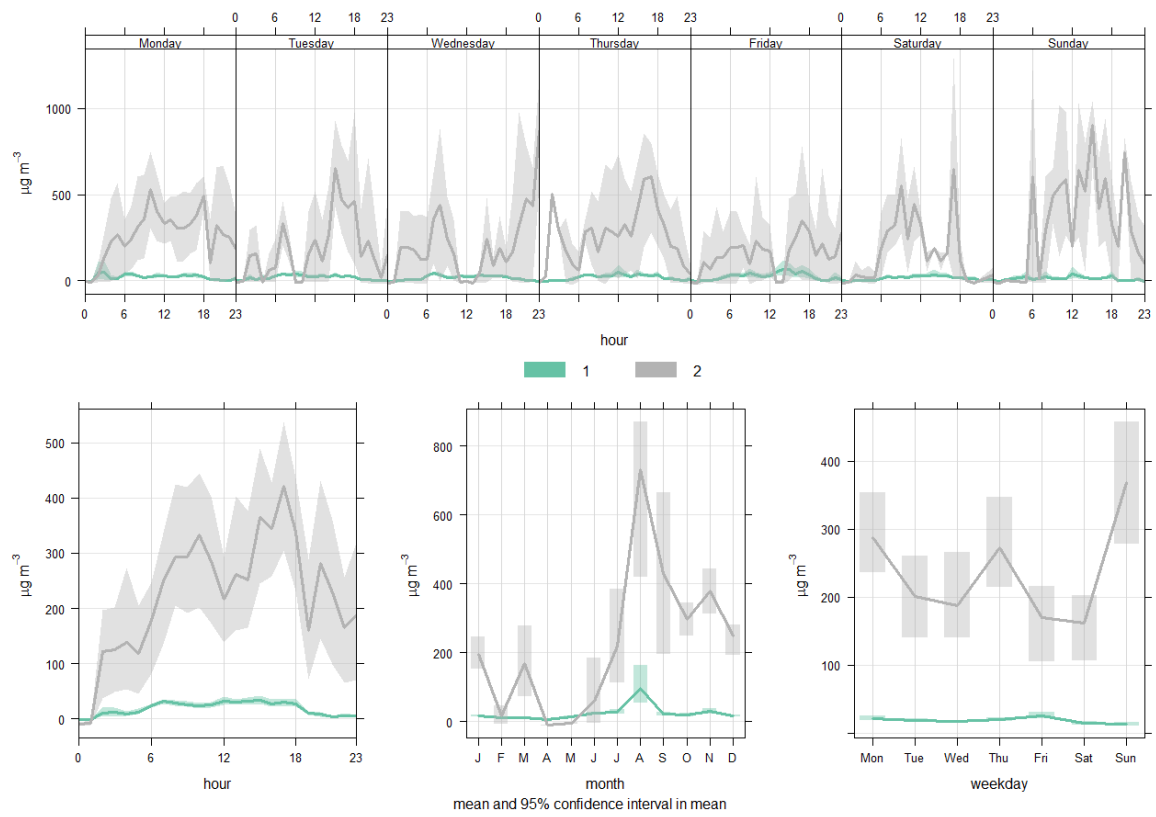 0 6 12 18 23 0 6 12 18 23 0 6 12 18 23
Monday Tuesday Wednesday Thursday Friday Saturday Sunday
1000
500
0
µg m⁻³
0 6 12 18 23 0 6 12 18 23 0 6 12 18 23 0 6 12 18 23
hour
1 2
500
400
300
200
100
0
µg m⁻³
0 6 12 18 23
hour
800
600
400
200
0
µg m⁻³
J F M A M J J A S O N D
month
400
300
200
100
µg m⁻³
Mon Tue Wed Thu Fri Sat Sun
weekday
mean and 95% confidence interval in mean